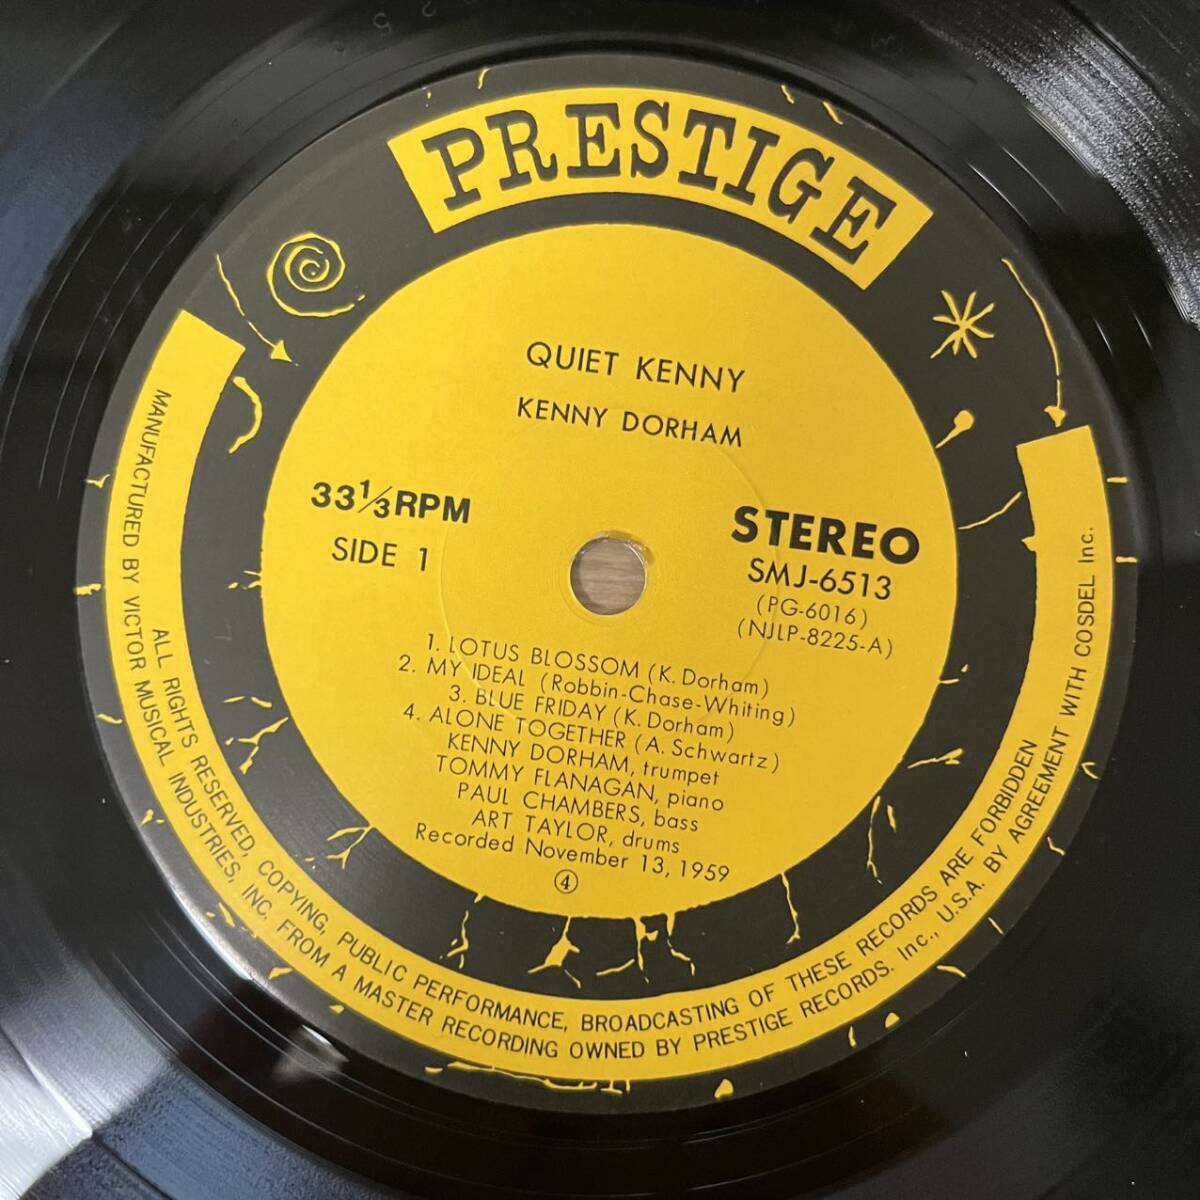 PRESTIGE
QUIET KENNY
KENNY DORHAM
33⅓RPM
SIDE 1
STEREO
SMJ-6513
(PG-6016)
(NJLP-8225-A)
1. LOTUS BLOSSOM (K. Dorham)
2. MY IDEAL (Robbin-Chase-Whiting)
3. BLUE FRIDAY (K. Dorham)
4. ALONE TOGETHER (A. Schwartz)
KENNY DORHAM, trumpet
TOMMY FLANAGAN, piano
PAUL CHAMBERS, bass
ART TAYLOR, drums
Recorded November 13, 1959
④
ALL RIGHTS RESERVED, COPYING, PUBLIC PERFORMANCE, BROADCASTING OF THESE RECORDS ARE FORBIDDEN
MANUFACTURED BY VICTOR MUSICAL INDUSTRIES, INC. FROM A MASTER RECORDING OWNED BY PRESTIGE RECORDS. Inc., U.S.A. BY AGREEMENT WITH COSDEL Inc.